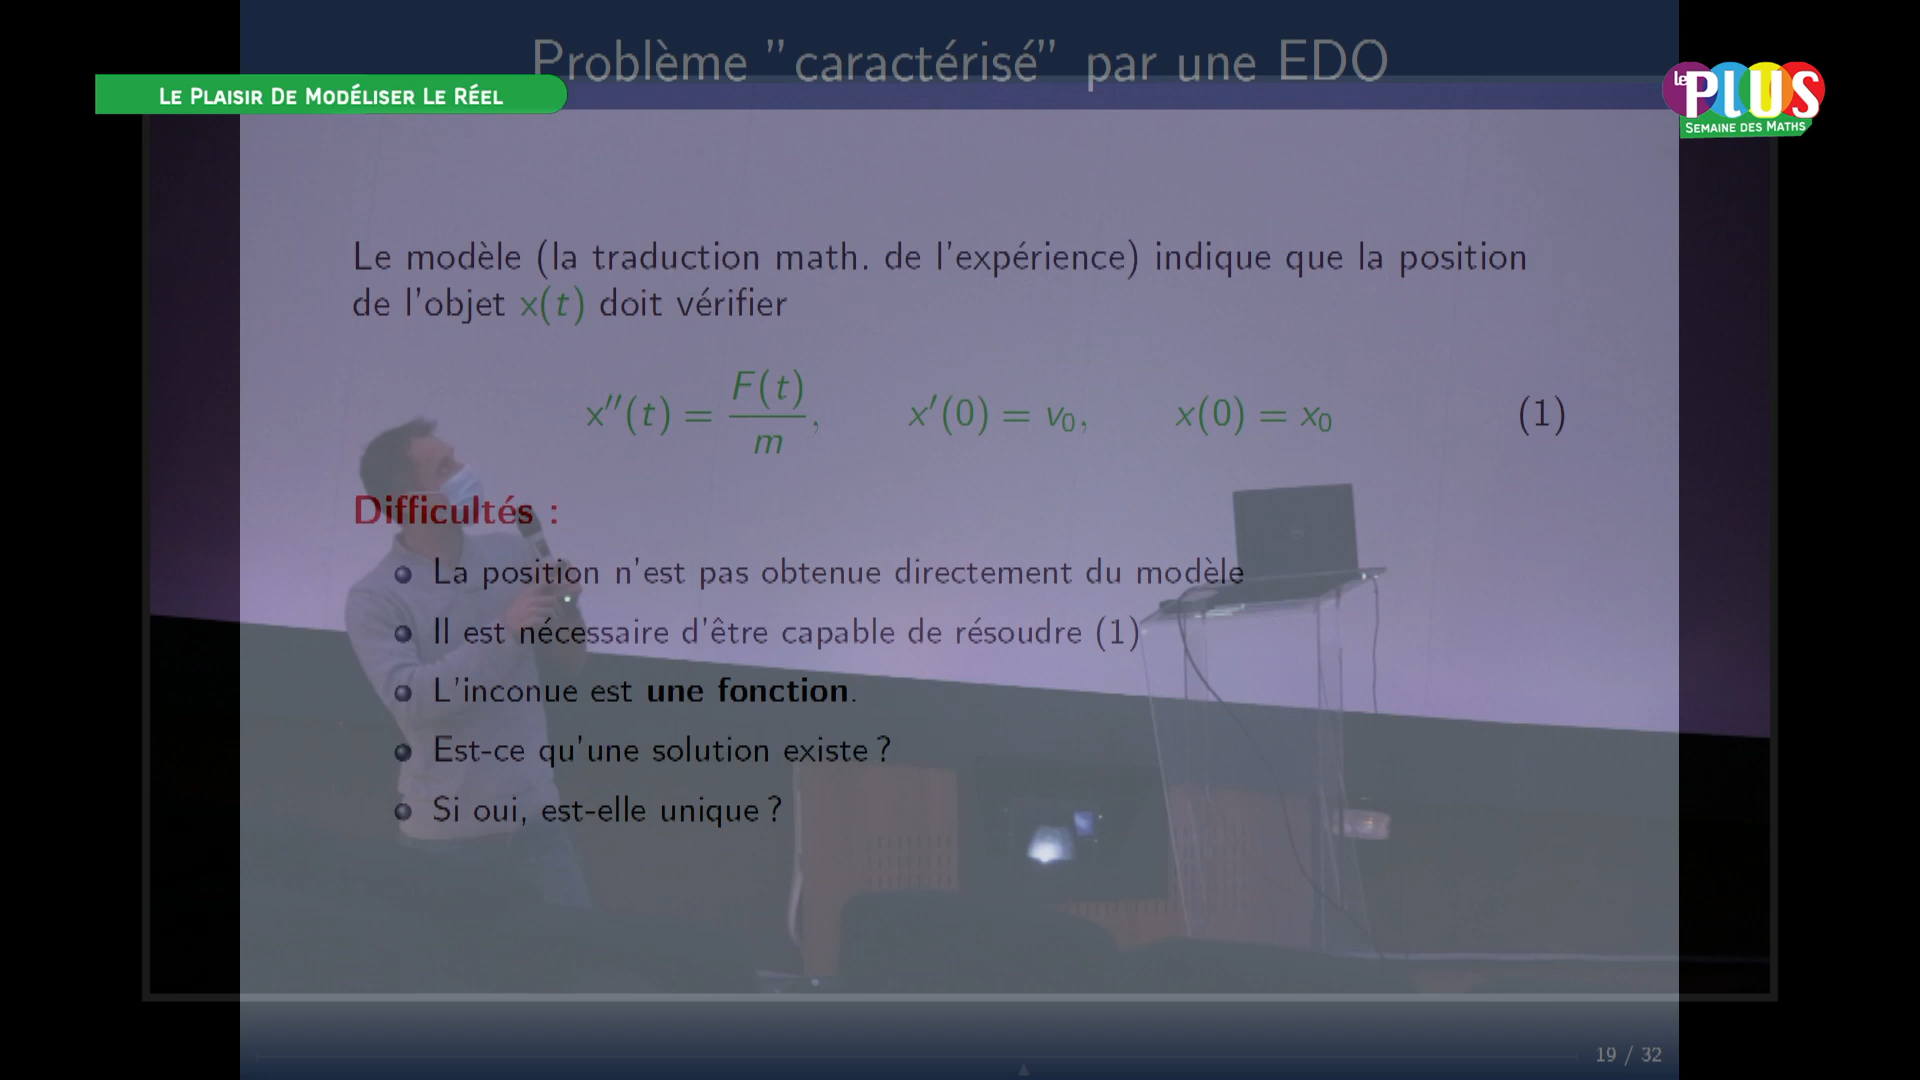 Problème "caractérisé" par une EDO
Le Plaisir De Modéliser Le Réel
le PLUS
Semaine des Maths
Le modèle (la traduction math. de l'expérience) indique que la position
de l'objet x(t) doit vérifier
x''(t) = F(t)/m, x'(0) = v₀, x(0) = x₀ (1)
Difficultés :
La position n'est pas obtenue directement du modèle
Il est nécessaire d'être capable de résoudre (1)
L'inconue est une fonction.
Est-ce qu'une solution existe ?
Si oui, est-elle unique ?
19 / 32